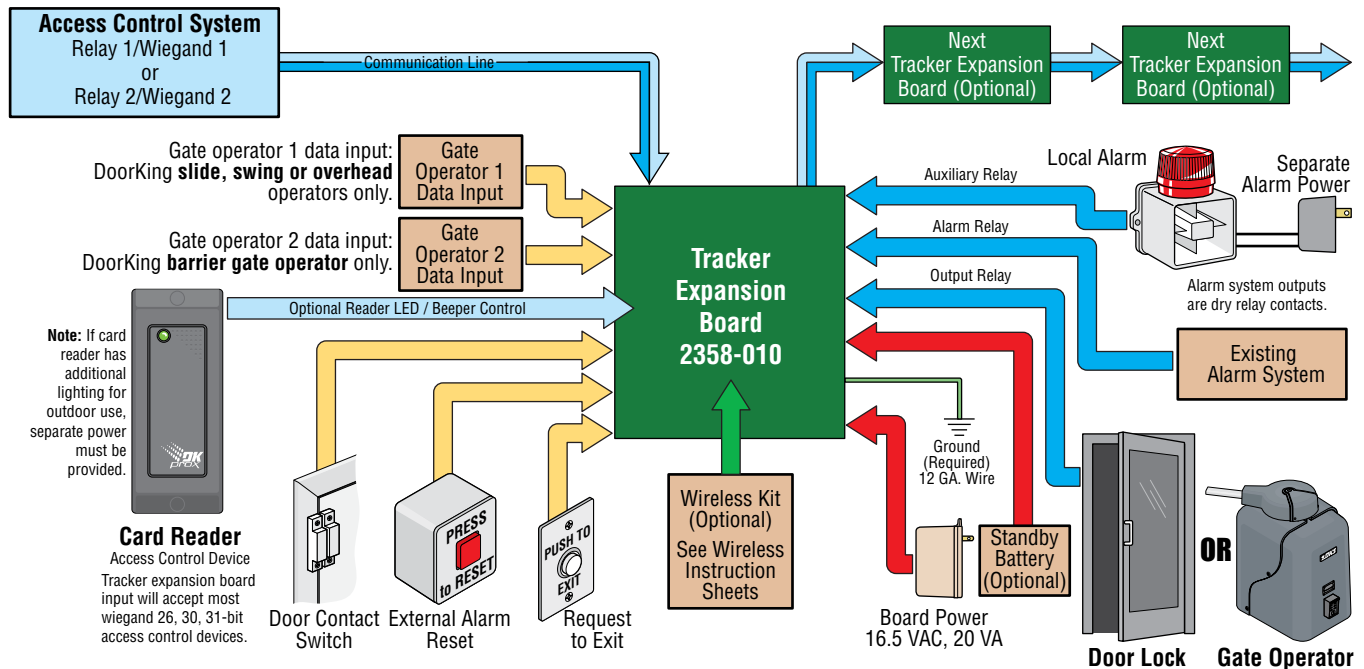 Access Control System
Relay 1/Wiegand 1
or
Relay 2/Wiegand 2
Communication Line
Next
Tracker Expansion
Board (Optional)
Next
Tracker Expansion
Board (Optional)
Gate operator 1 data input:
DoorKing slide, swing or overhead
operators only.
Gate
Operator 1
Data Input
Gate operator 2 data input:
DoorKing barrier gate operator only.
Gate
Operator 2
Data Input
Optional Reader LED / Beeper Control
Note: If card
reader has
additional
lighting for
outdoor use,
separate power
must be
provided.
DK
prox
Card Reader
Access Control Device
Tracker expansion board
input will accept most
wiegand 26, 30, 31-bit
access control devices.
Door Contact
Switch
PRESS
to RESET
External Alarm
Reset
PUSH TO
EXIT
Request
to Exit
Tracker
Expansion
Board
2358-010
Wireless Kit
(Optional)
See Wireless
Instruction
Sheets
Auxiliary Relay
Alarm Relay
Output Relay
Local Alarm
Separate
Alarm Power
Alarm system outputs
are dry relay contacts.
Existing
Alarm System
Ground
(Required)
12 GA. Wire
Board Power
16.5 VAC, 20 VA
Standby
Battery
(Optional)
Door Lock
OR
Gate Operator